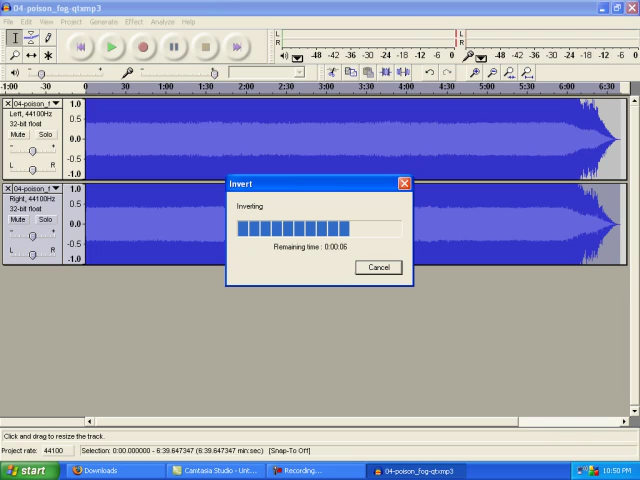 04-poison_fog-qtxmp3
File Edit View Project Generate Effect Analyze Help
L
R
-48 -42 -36 -30 -24 -18 -12 -6 0
L
R
-48 -42 -36 -30 -24 -18 -12 -6 0
-1:00 -30 0 30 1:00 1:30 2:00 2:30 3:00 3:30 4:00 4:30 5:00 5:30 6:00 6:30
04-poison_f
Left, 44100Hz
32-bit float
Mute Solo
- +
L R
1.0
0.5
0.0
-0.5
-1.0
04-poison_f
Right, 44100Hz
32-bit float
Mute Solo
- +
L R
1.0
0.5
0.0
-0.5
-1.0
Invert
Inverting
Remaining time : 0:00:06
Cancel
Click and drag to resize the track.
Project rate: 44100 Selection: 0:00.000000 - 6:39.647347 (6:39.647347 min:sec) [Snap-To Off]
start Downloads Camtasia Studio - Unt... Recording... 04-poison_fog-qtxmp3 10:50 PM